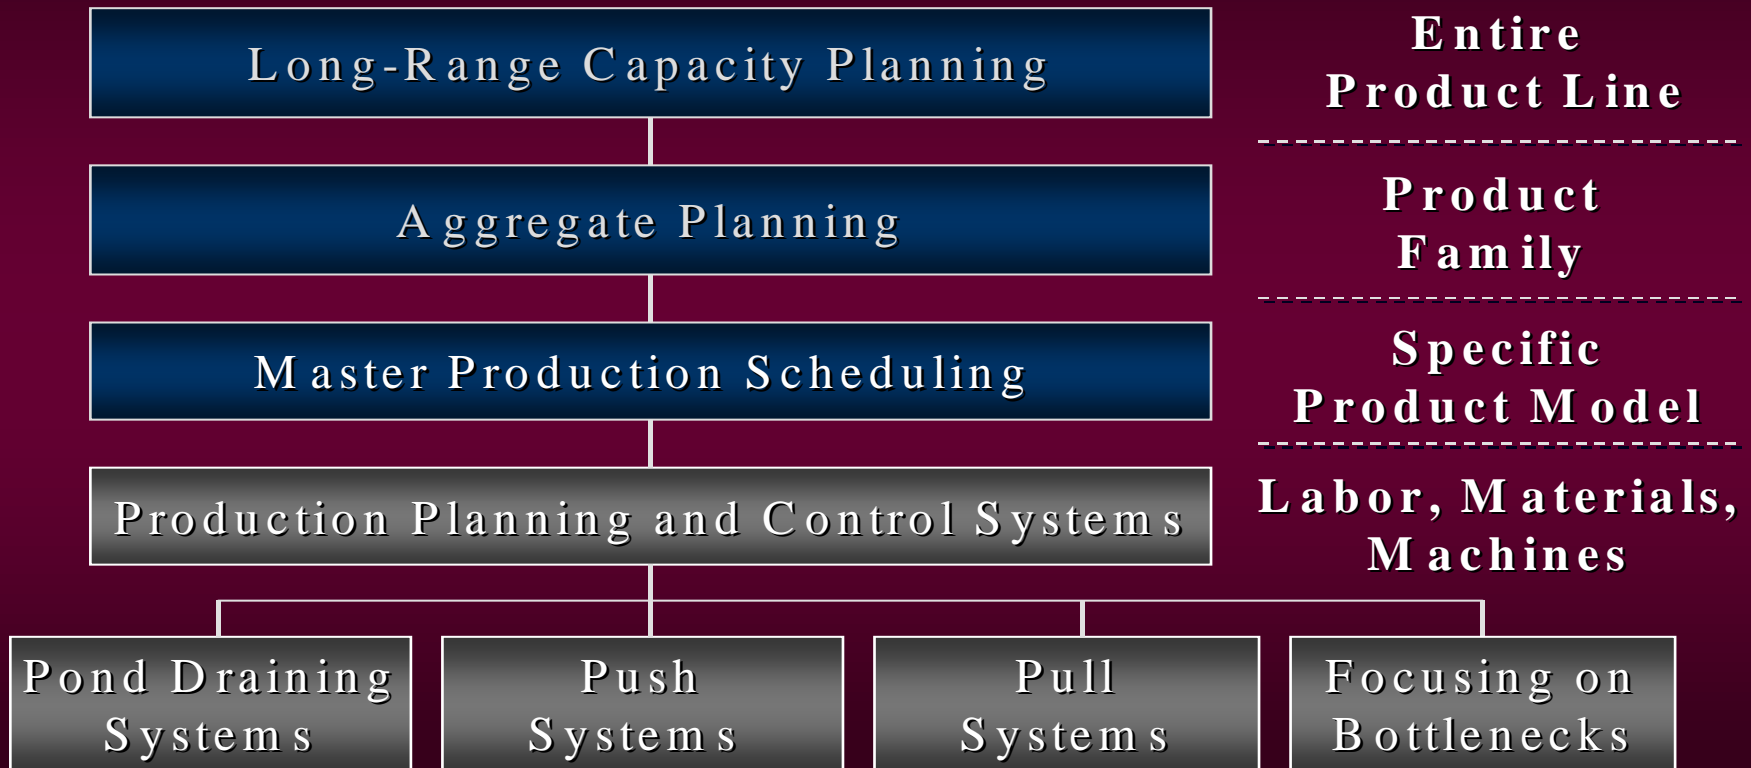 Long-Range Capacity Planning
Entire
Product Line
Aggregate Planning
Product
Family
Master Production Scheduling
Specific
Product Model
Production Planning and Control Systems
Labor, Materials,
Machines
Pond Draining
Systems
Push
Systems
Pull
Systems
Focusing on
Bottlenecks